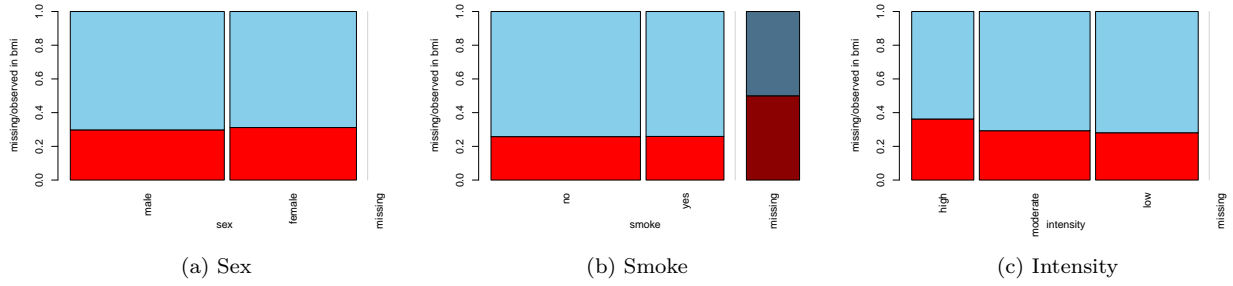 1.0
0.8
0.6
0.4
0.2
0.0
missing/observed in bmi
male
female
missing
sex
(a) Sex
1.0
0.8
0.6
0.4
0.2
0.0
missing/observed in bmi
no
yes
missing
smoke
(b) Smoke
1.0
0.8
0.6
0.4
0.2
0.0
missing/observed in bmi
high
moderate
low
missing
intensity
(c) Intensity